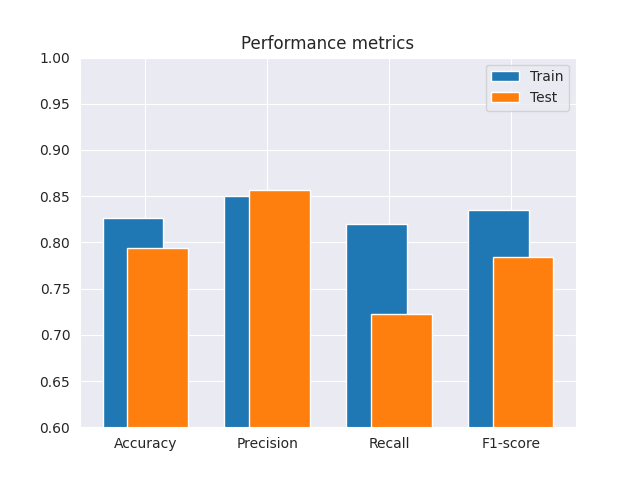 Performance metrics
Train
Test
1.00
0.95
0.90
0.85
0.80
0.75
0.70
0.65
0.60
Accuracy
Precision
Recall
F1-score